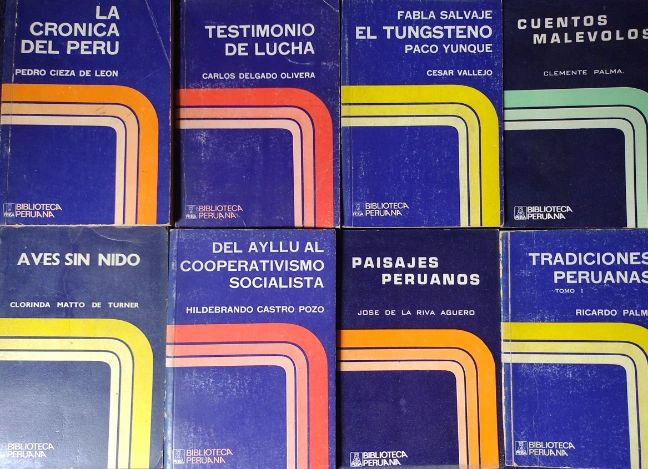 LA
CRONICA
DEL PERU
PEDRO CIEZA DE LEON
BIBLIOTECA
PERUANA
TESTIMONIO
DE LUCHA
CARLOS DELGADO OLIVERA
BIBLIOTECA
PERUANA
FABLA SALVAJE
EL TUNGSTENO
PACO YUNQUE
CESAR VALLEJO
BIBLIOTECA
PERUANA
CUENTOS
MALEVOLOS
CLEMENTE PALMA.
BIBLIOTECA
PERUANA
AVES SIN NIDO
CLORINDA MATTO DE TURNER
BIBLIOTECA
PERUANA
DEL AYLLU AL
COOPERATIVISMO
SOCIALISTA
HILDEBRANDO CASTRO POZO
BIBLIOTECA
PERUANA
PAISAJES
PERUANOS
JOSE DE LA RIVA AGUERO
BIBLIOTECA
PERUANA
TRADICIONES
PERUANAS
TOMO I
RICARDO PALM
BIBLIOTECA
PERUANA